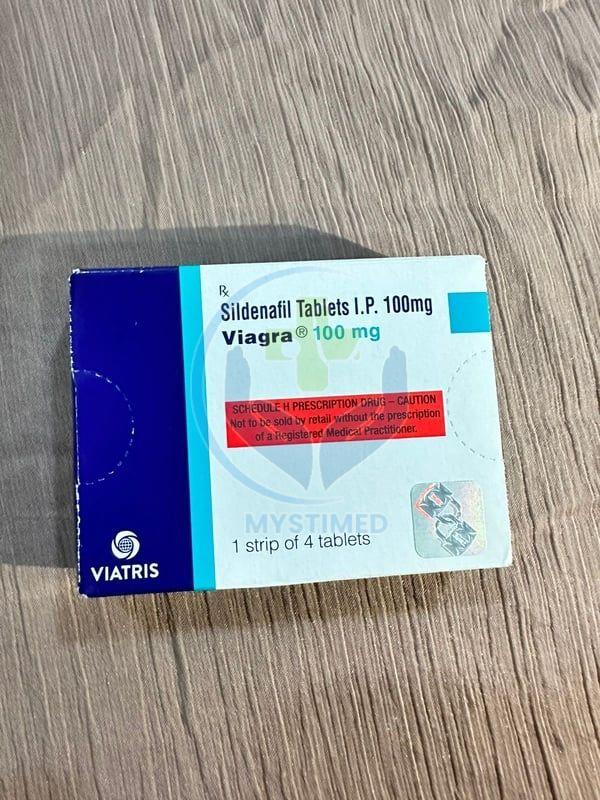 Rx
Sildenafil Tablets I.P. 100mg
Viagra® 100 mg
SCHEDULE H PRESCRIPTION DRUG – CAUTION
Not to be sold by retail without the prescription
of a Registered Medical Practitioner.
MYSTIMED
1 strip of 4 tablets
VIATRIS